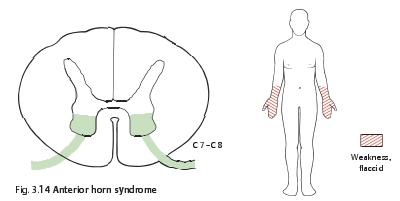 C7–C8
Weakness,
flaccid
Fig. 3.14 Anterior horn syndrome